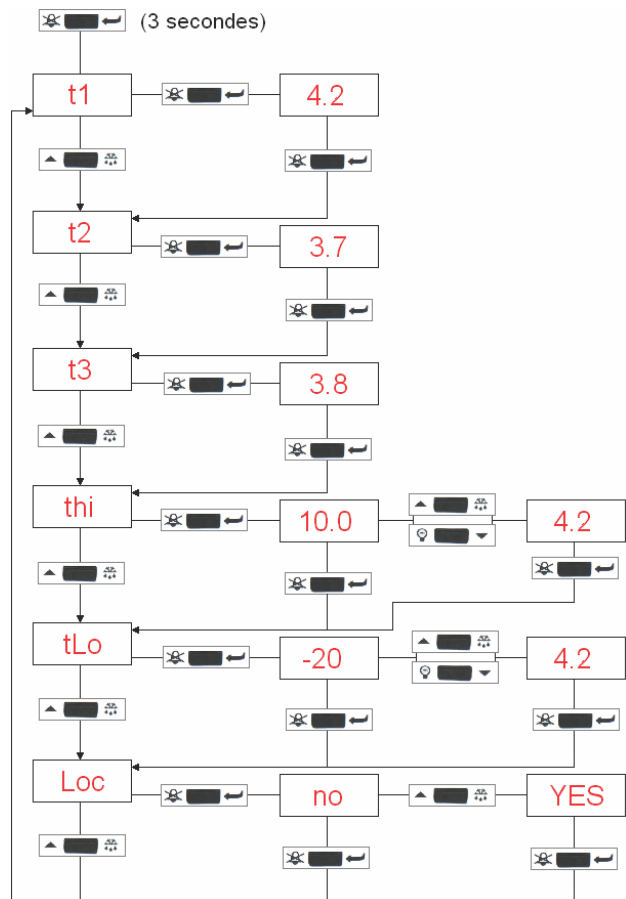 (3 secondes)
t1
4.2
t2
3.7
t3
3.8
thi
10.0
4.2
tLo
-20
4.2
Loc
no
YES